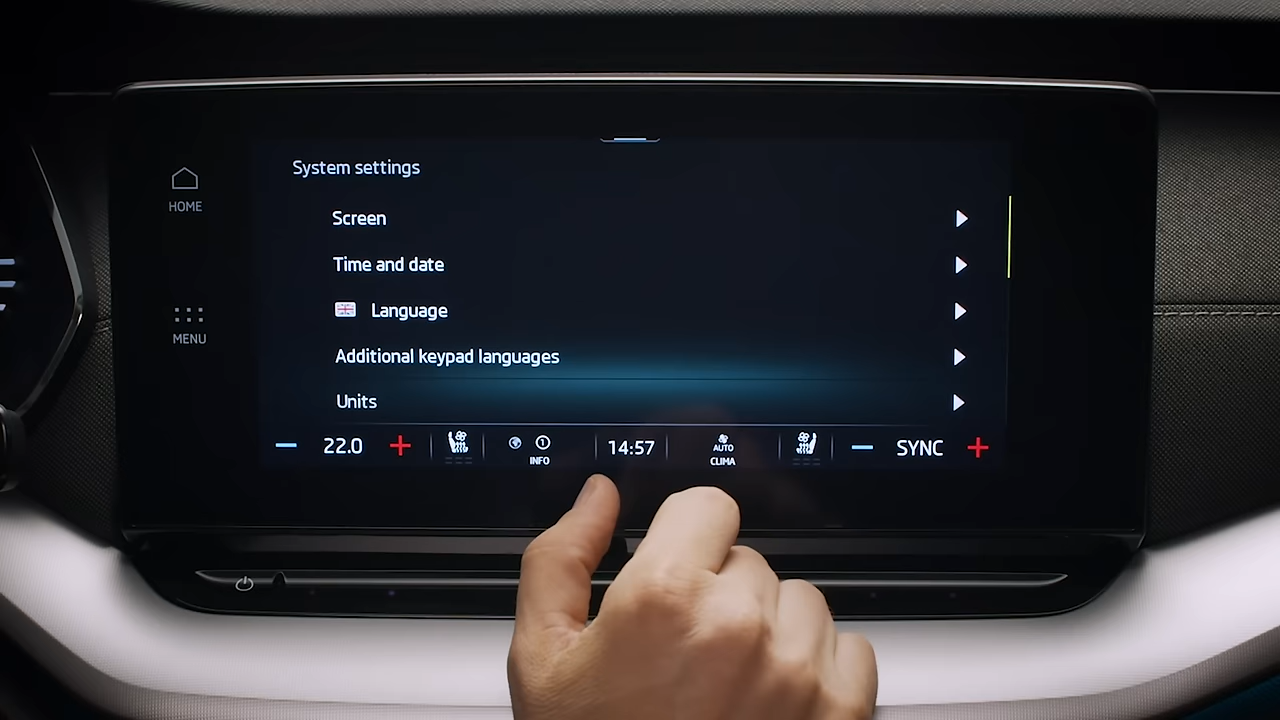 System settings
HOME
Screen
Time and date
Language
MENU
Additional keypad languages
Units
22.0
1
INFO
14:57
AUTO
CLIMA
SYNC